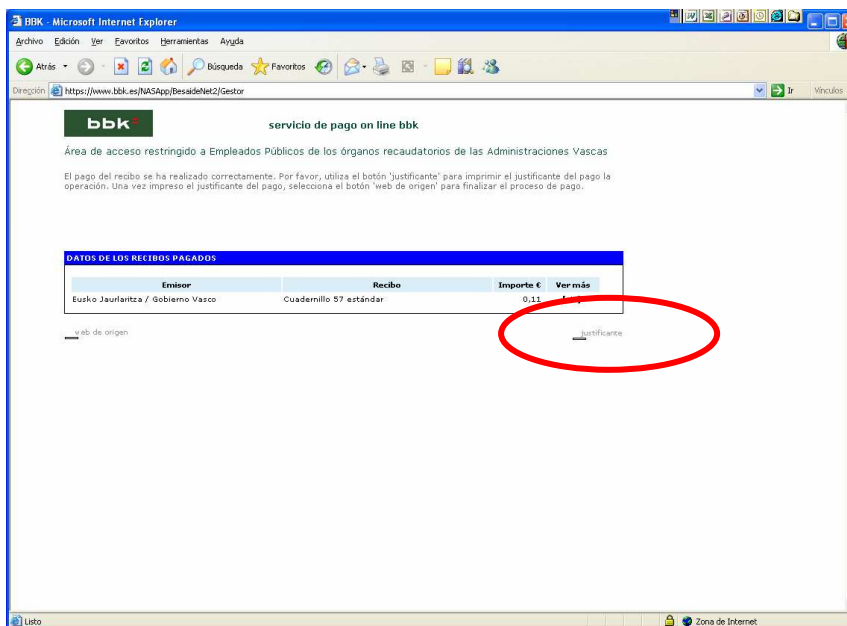 BBK - Microsoft Internet Explorer
Archivo Edición Ver Favoritos Herramientas Ayuda
Atrás Búsqueda Favoritos
Dirección https://www.bbk.es/NASApp/BesaideNet2/Gestor Ir Vínculos
bbk servicio de pago on line bbk
Área de acceso restringido a Empleados Públicos de los órganos recaudatorios de las Administraciones Vascas
El pago del recibo se ha realizado correctamente. Por favor, utiliza el botón 'justificante' para imprimir el justificante del pago la
operación. Una vez impreso el justificante del pago, selecciona el botón 'web de origen' para finalizar el proceso de pago.
DATOS DE LOS RECIBOS PAGADOS
Emisor Recibo Importe € Ver más
Eusko Jaurlaritza / Gobierno Vasco Cuadernillo 57 estándar 0,11
web de origen justificante
Listo Zona de Internet